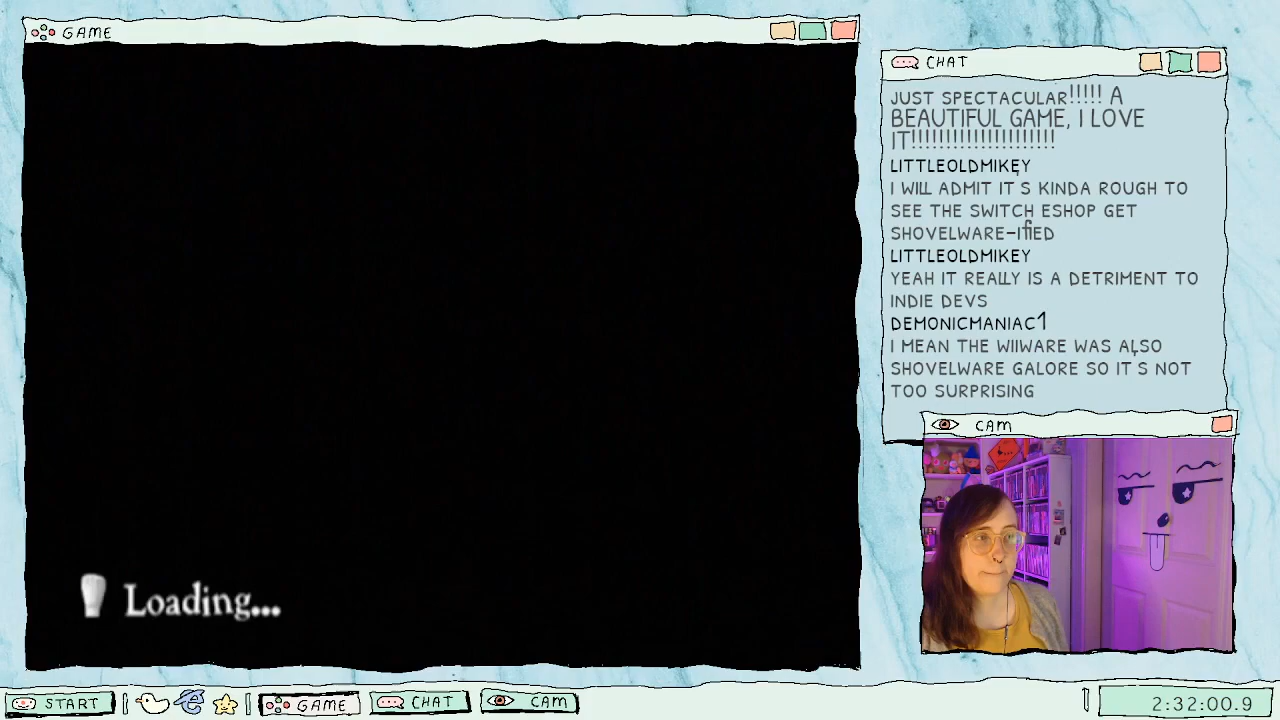 GAME
CHAT
JUST SPECTACULAR!!!!! A
BEAUTIFUL GAME, I LOVE
IT!!!!!!!!!!!!!!!!!!!!!
LITTLEOLDMIKEY
I WILL ADMIT IT S KINDA ROUGH TO
SEE THE SWITCH ESHOP GET
SHOVELWARE-IFIED
LITTLEOLDMIKEY
YEAH IT REALLY IS A DETRIMENT TO
INDIE DEVS
DEMONICMANIAC1
I MEAN THE WIIWARE WAS ALSO
SHOVELWARE GALORE SO IT S NOT
TOO SURPRISING
CAM
Loading...
START
GAME
CHAT
CAM
2:32:00.9